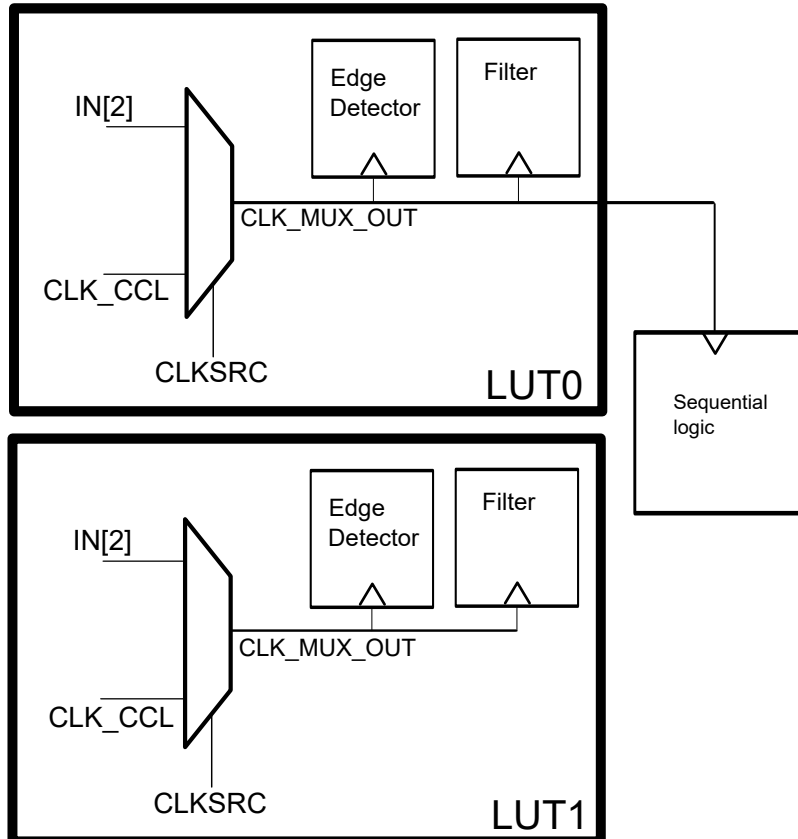 Edge
Detector
Filter
IN[2]
CLK_MUX_OUT
CLK_CCL
CLKSRC
LUT0
Sequential
logic
Edge
Detector
Filter
IN[2]
CLK_MUX_OUT
CLK_CCL
CLKSRC
LUT1